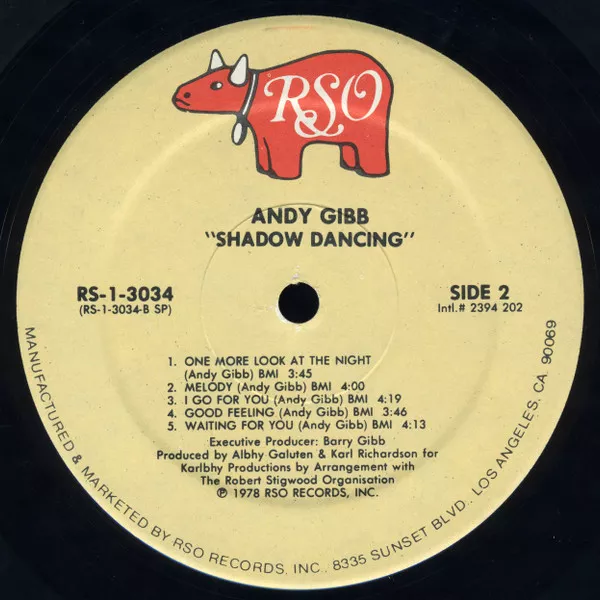 RSO
ANDY GIBB
"SHADOW DANCING"
RS-1-3034
(RS-1-3034-B SP)
SIDE 2
Intl.# 2394 202
1. ONE MORE LOOK AT THE NIGHT
(Andy Gibb) BMI 3:45
2. MELODY (Andy Gibb) BMI 4:00
3. I GO FOR YOU (Andy Gibb) BMI 4:19
4. GOOD FEELING (Andy Gibb) BMI 3:46
5. WAITING FOR YOU (Andy Gibb) BMI 4:13
Executive Producer: Barry Gibb
Produced by Albhy Galuten & Karl Richardson for
Karlbhy Productions by Arrangement with
The Robert Stigwood Organisation
℗ 1978 RSO RECORDS, INC.
MANUFACTURED & MARKETED BY RSO RECORDS, INC., 8335 SUNSET BLVD., LOS ANGELES, CA. 90069